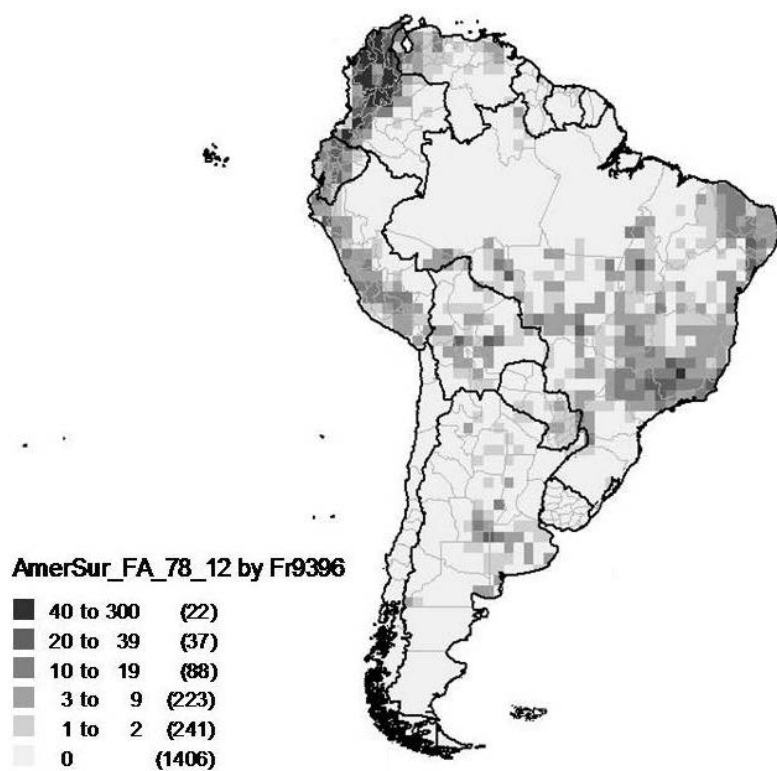 AmerSur_FA_78_12 by Fr9396
40 to 300 (22)
20 to 39 (37)
10 to 19 (88)
3 to 9 (223)
1 to 2 (241)
0 (1406)